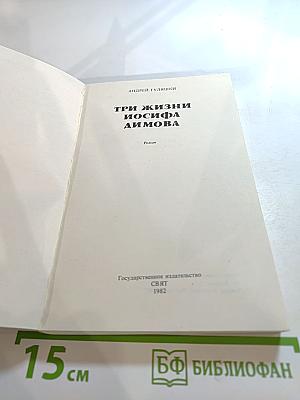 АНДРЕЙ ГУЛЯШКИ
ТРИ ЖИЗНИ
ИОСИФА
ДИМОВА
Роман
Государственное издательство
СВЯТ
1982
15 см
БФ БИБЛИОФАН